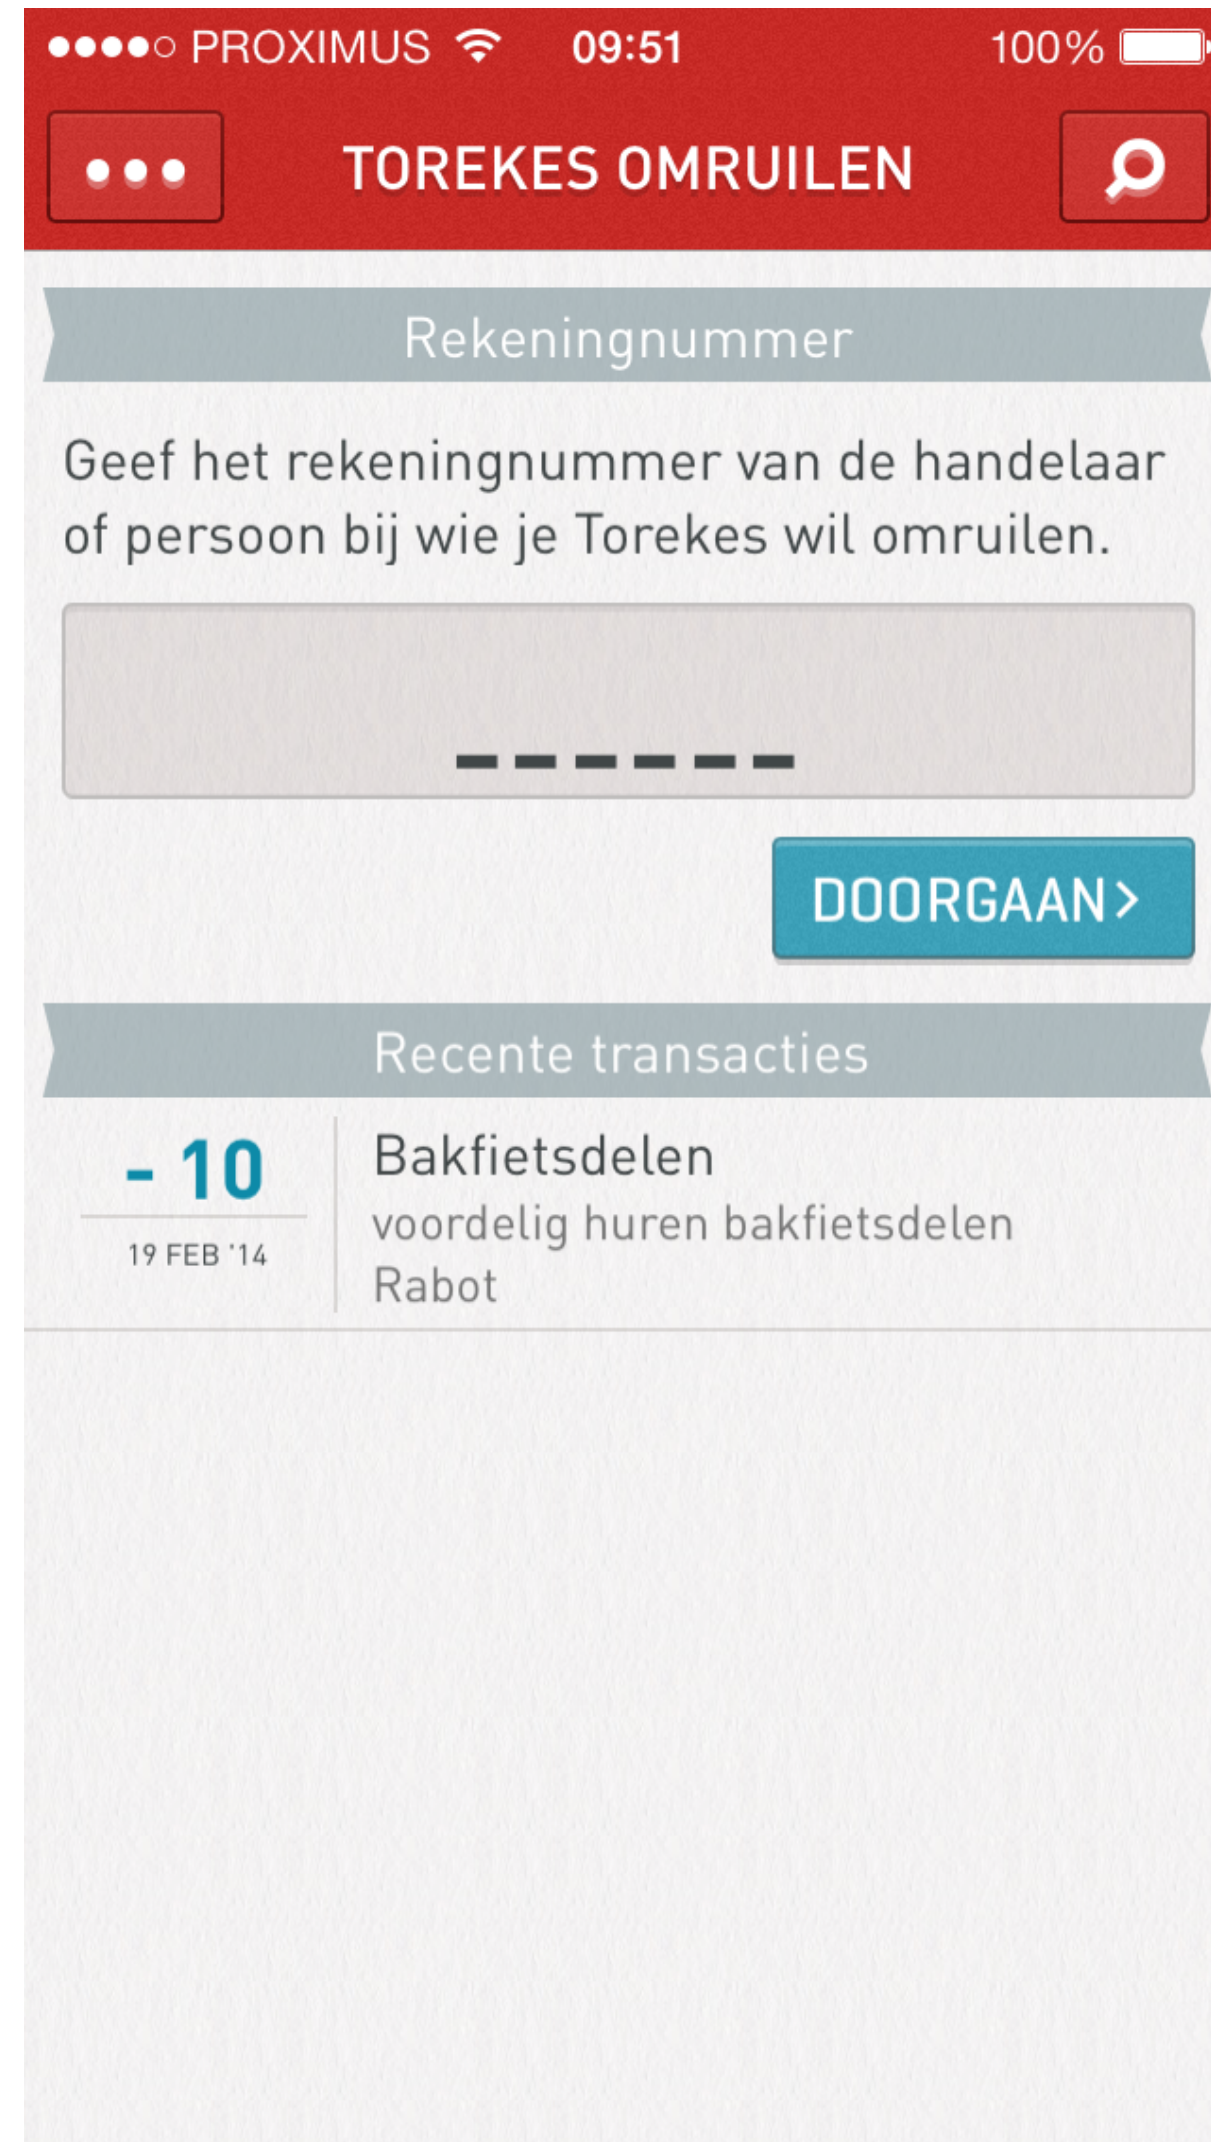 PROXIMUS 09:51 100%
TOREKES OMRUILEN
Rekeningnummer
Geef het rekeningnummer van de handelaar
of persoon bij wie je Torekes wil omruilen.
_ _ _ _ _ _
DOORGAAN>
Recente transacties
- 10
19 FEB '14
Bakfietsdelen
voordelig huren bakfietsdelen
Rabot